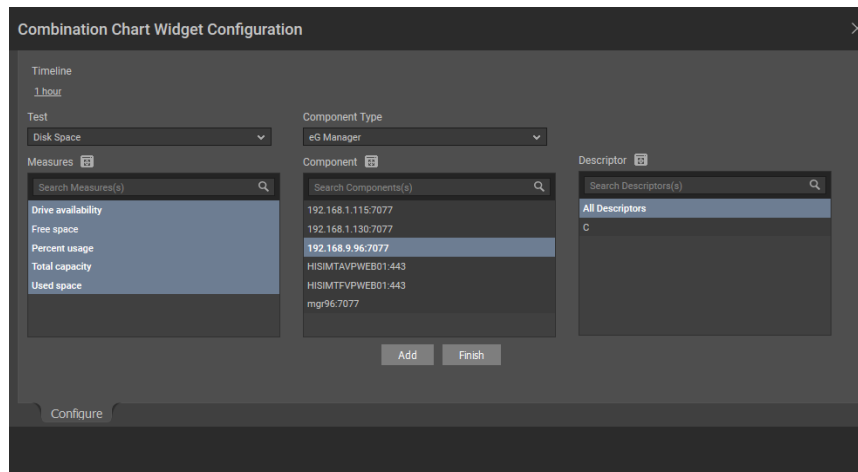 Combination Chart Widget Configuration
Timeline
1 hour
Test
Component Type
Disk Space
eG Manager
Measures
Component
Descriptor
Search Measures(s)
Search Components(s)
Search Descriptors(s)
Drive availability
Free space
Percent usage
Total capacity
Used space
192.168.1.115:7077
192.168.1.130:7077
192.168.9.96:7077
HISIMTAVPWEB01:443
HISIMTFVPWEB01:443
mgr96:7077
All Descriptors
C
Add
Finish
Configure